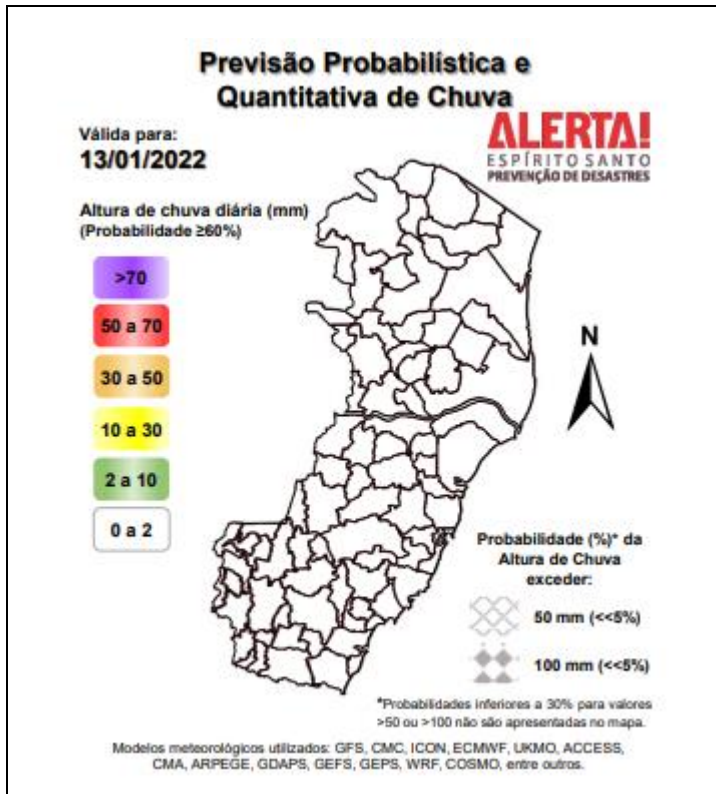 Previsão Probabilística e
Quantitativa de Chuva
Válida para:
13/01/2022
ALERTA!
ESPÍRITO SANTO
PREVENÇÃO DE DESASTRES
Altura de chuva diária (mm)
(Probabilidade ≥60%)
>70
50 a 70
30 a 50
10 a 30
2 a 10
0 a 2
N
Probabilidade (%)* da
Altura de Chuva
exceder:
50 mm (<<5%)
100 mm (<<5%)
*Probabilidades inferiores a 30% para valores
>50 ou >100 não são apresentadas no mapa.
Modelos meteorológicos utilizados: GFS, CMC, ICON, ECMWF, UKMO, ACCESS,
CMA, ARPEGE, GDAPS, GEFS, GEPS, WRF, COSMO, entre outros.